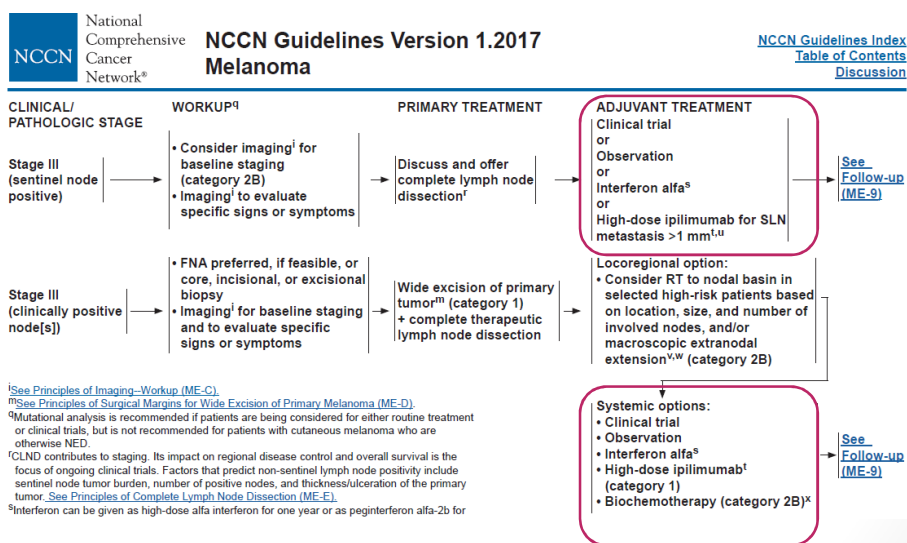 NCCN
National
Comprehensive
Cancer
Network®
NCCN Guidelines Version 1.2017
Melanoma
NCCN Guidelines Index
Table of Contents
Discussion
CLINICAL/
PATHOLOGIC STAGE
WORKUPq
PRIMARY TREATMENT
ADJUVANT TREATMENT
Stage III
(sentinel node
positive)
• Consider imagingi for
baseline staging
(category 2B)
• Imagingi to evaluate
specific signs or symptoms
Discuss and offer
complete lymph node
dissectionr
Clinical trial
or
Observation
or
Interferon alfas
or
High-dose ipilimumab for SLN
metastasis >1 mmt,u
See
Follow-up
(ME-9)
Stage III
(clinically positive
node[s])
• FNA preferred, if feasible, or
core, incisional, or excisional
biopsy
• Imagingi for baseline staging
and to evaluate specific
signs or symptoms
Wide excision of primary
tumorm (category 1)
+ complete therapeutic
lymph node dissection
Locoregional option:
• Consider RT to nodal basin in
selected high-risk patients based
on location, size, and number of
involved nodes, and/or
macroscopic extranodal
extensionv,w (category 2B)
Systemic options:
• Clinical trial
• Observation
• Interferon alfas
• High-dose ipilimumabt
(category 1)
• Biochemotherapy (category 2B)x
See
Follow-up
(ME-9)
iSee Principles of Imaging--Workup (ME-C).
mSee Principles of Surgical Margins for Wide Excision of Primary Melanoma (ME-D).
qMutational analysis is recommended if patients are being considered for either routine treatment
or clinical trials, but is not recommended for patients with cutaneous melanoma who are
otherwise NED.
rCLND contributes to staging. Its impact on regional disease control and overall survival is the
focus of ongoing clinical trials. Factors that predict non-sentinel lymph node positivity include
sentinel node tumor burden, number of positive nodes, and thickness/ulceration of the primary
tumor. See Principles of Complete Lymph Node Dissection (ME-E).
sInterferon can be given as high-dose alfa interferon for one year or as peginterferon alfa-2b for